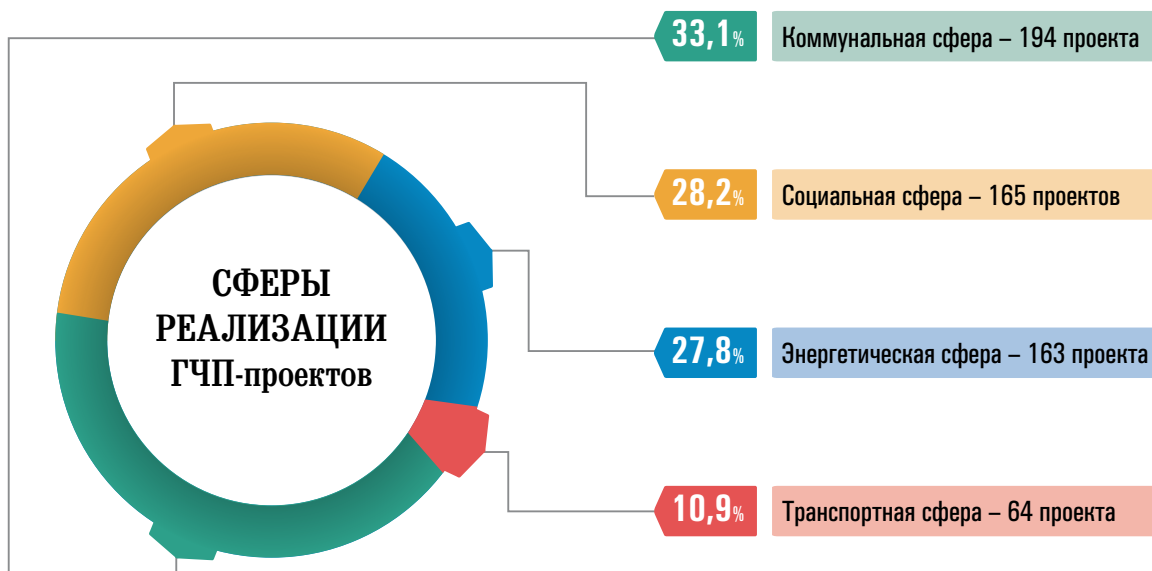 33,1%
Коммунальная сфера – 194 проекта
28,2%
Социальная сфера – 165 проектов
СФЕРЫ
РЕАЛИЗАЦИИ
ГЧП-проектов
27,8%
Энергетическая сфера – 163 проекта
10,9%
Транспортная сфера – 64 проекта